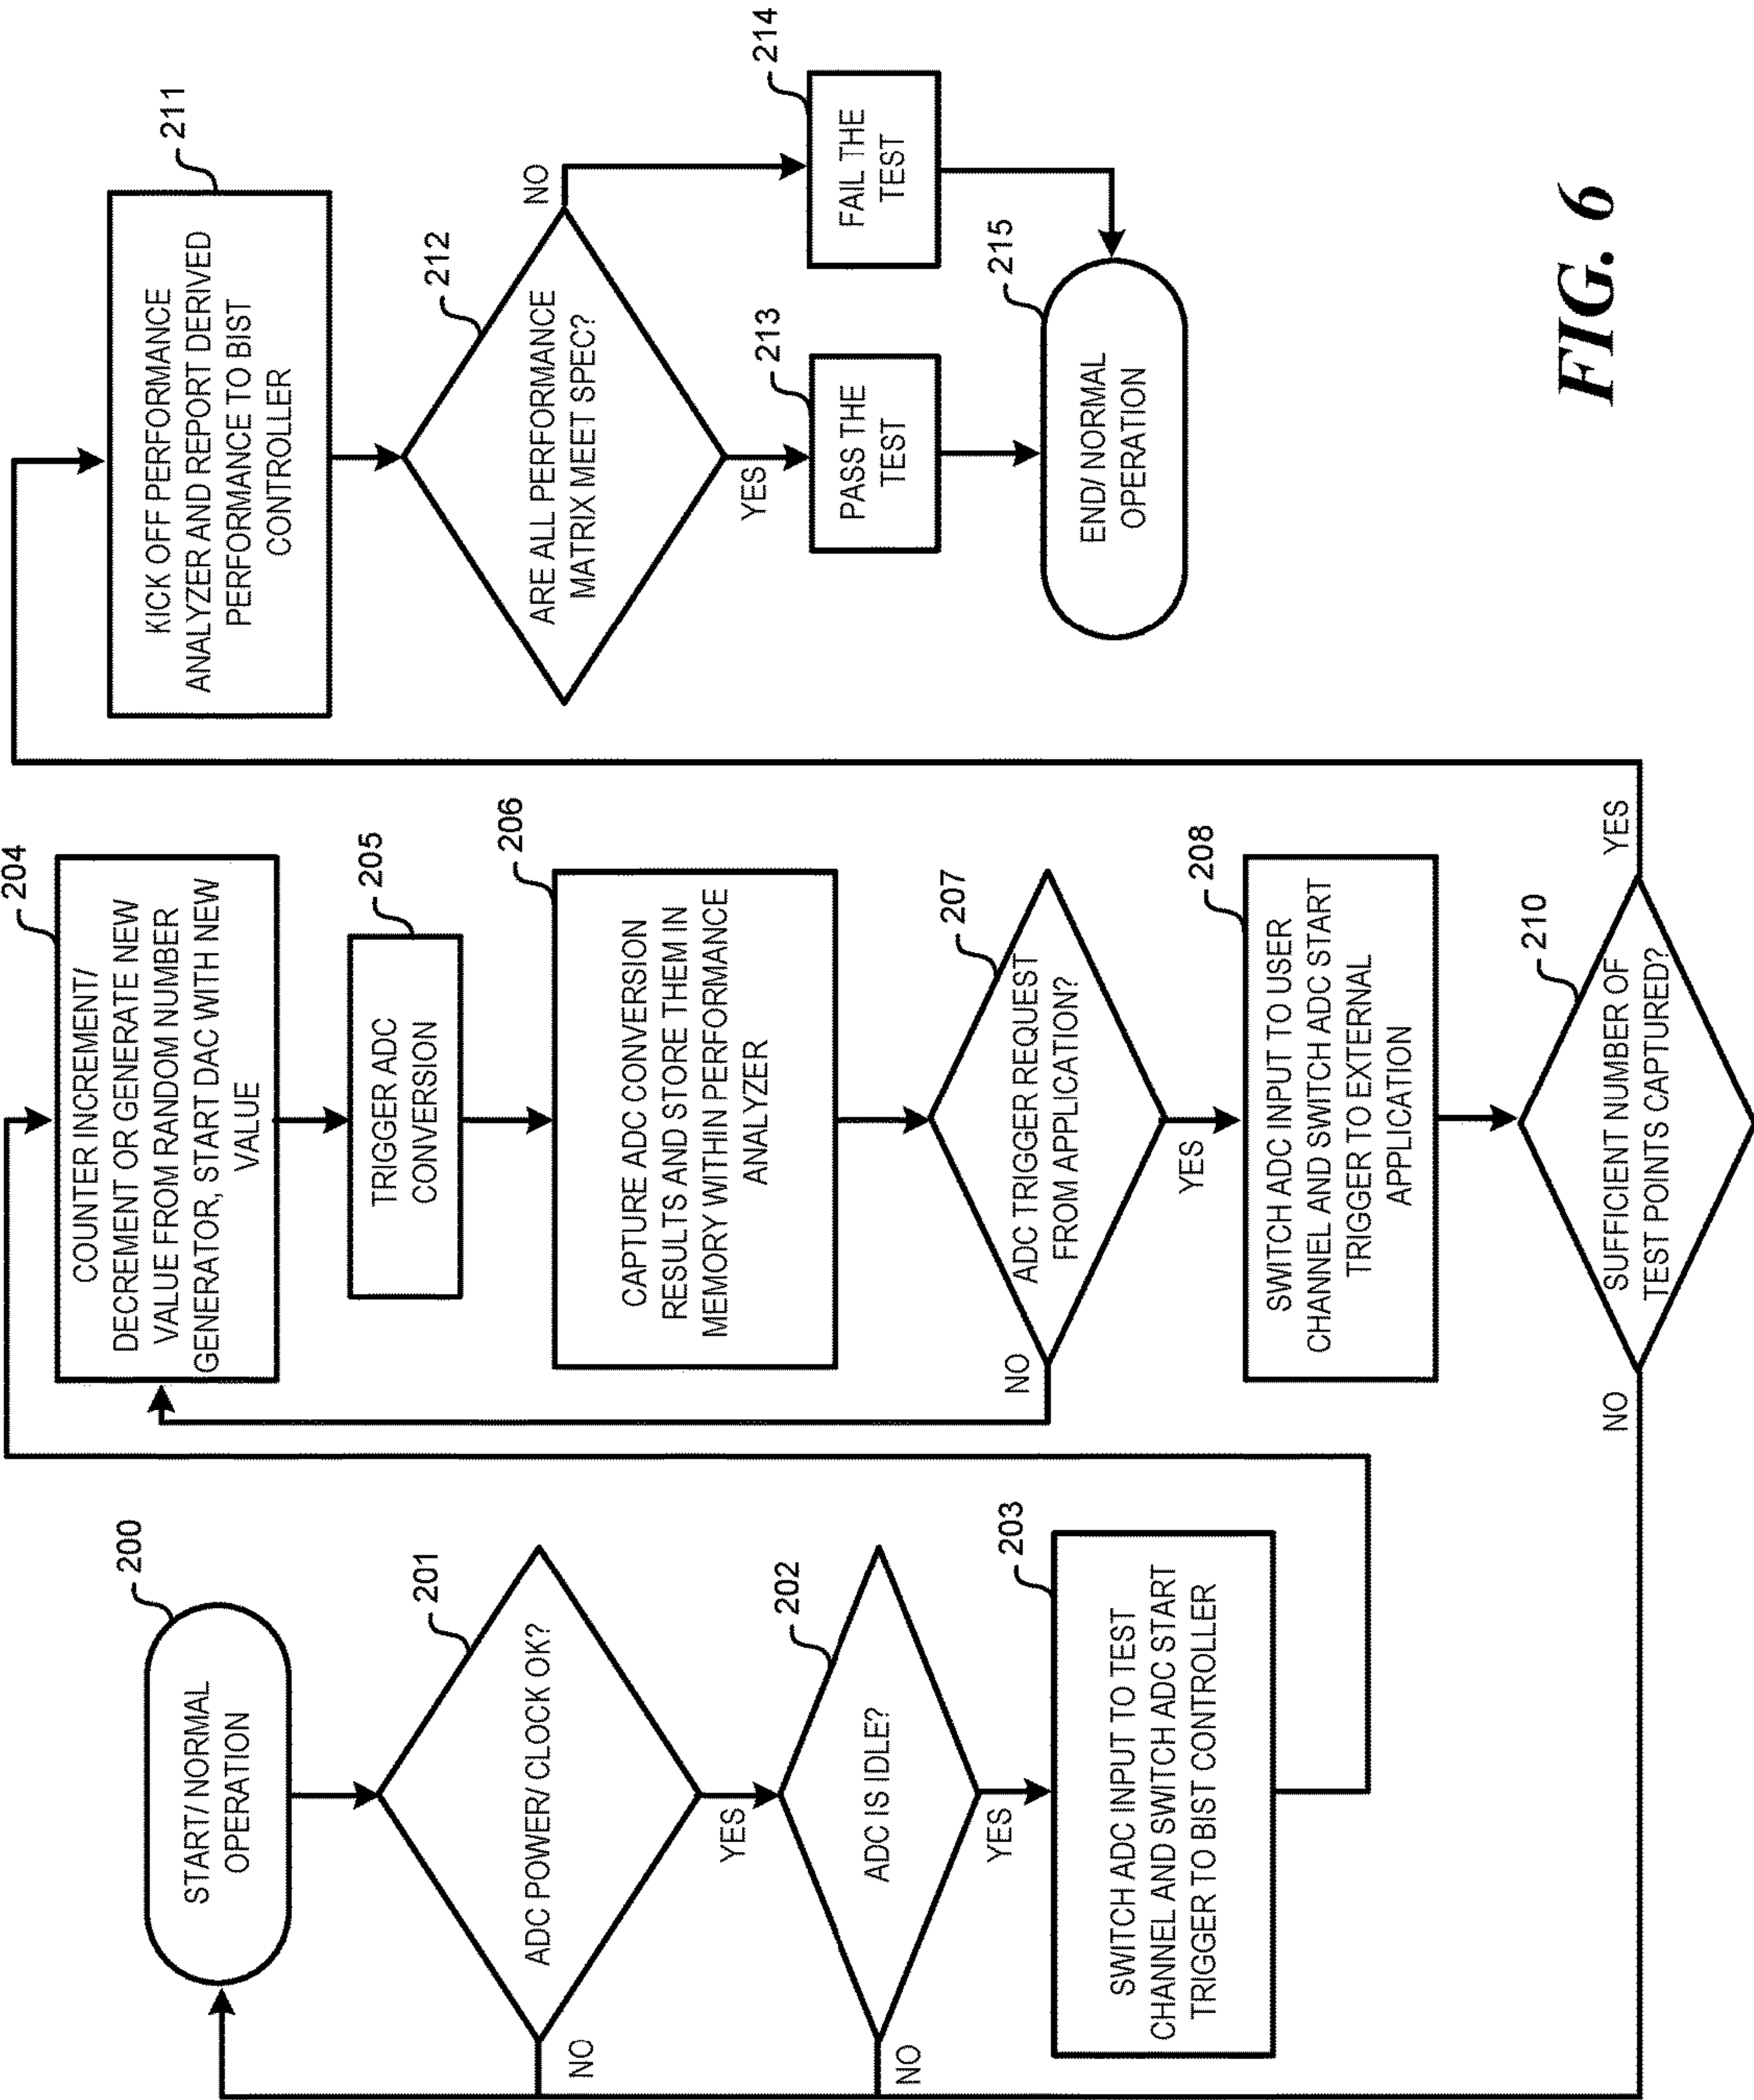 200
START/ NORMAL
OPERATION
201
ADC POWER/ CLOCK OK?
NO
YES
202
ADC IS IDLE?
NO
YES
203
SWITCH ADC INPUT TO TEST
CHANNEL AND SWITCH ADC START
TRIGGER TO BIST CONTROLLER
204
COUNTER INCREMENT/
DECREMENT OR GENERATE NEW
VALUE FROM RANDOM NUMBER
GENERATOR, START DAC WITH NEW
VALUE
205
TRIGGER ADC
CONVERSION
206
CAPTURE ADC CONVERSION
RESULTS AND STORE THEM IN
MEMORY WITHIN PERFORMANCE
ANALYZER
207
ADC TRIGGER REQUEST
FROM APPLICATION?
NO
YES
208
SWITCH ADC INPUT TO USER
CHANNEL AND SWITCH ADC START
TRIGGER TO EXTERNAL
APPLICATION
210
SUFFICIENT NUMBER OF
TEST POINTS CAPTURED?
NO
YES
211
KICK OFF PERFORMANCE
ANALYZER AND REPORT DERIVED
PERFORMANCE TO BIST
CONTROLLER
212
ARE ALL PERFORMANCE
MATRIX MEET SPEC?
NO
YES
213
PASS THE
TEST
214
FAIL THE
TEST
215
END/ NORMAL
OPERATION
FIG. 6